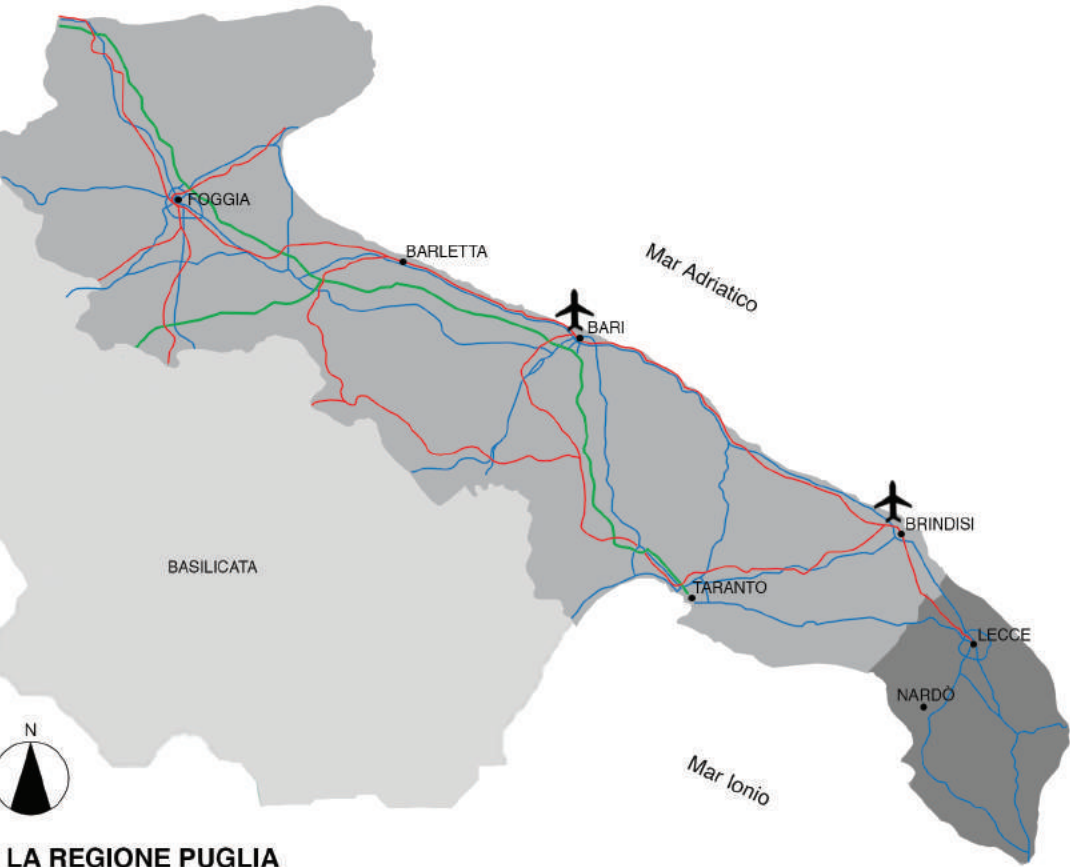 FOGGIA
BARLETTA
Mar Adriatico
BARI
BRINDISI
BASILICATA
TARANTO
LECCE
NARDÒ
N
Mar Ionio
LA REGIONE PUGLIA